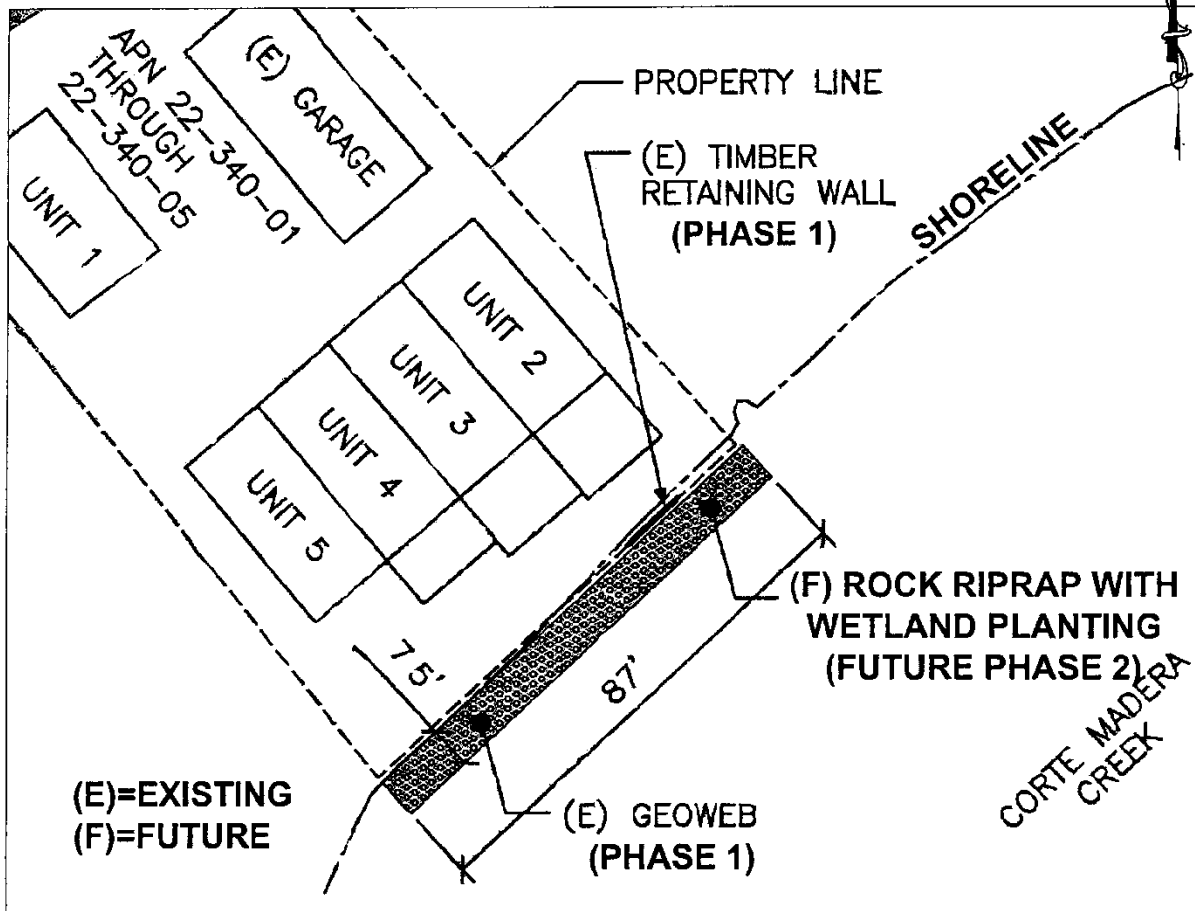 APN 22-340-01
THROUGH
22-340-05
(E) GARAGE
UNIT 1
PROPERTY LINE
(E) TIMBER
RETAINING WALL
(PHASE 1)
SHORELINE
UNIT 2
UNIT 3
UNIT 4
UNIT 5
(F) ROCK RIPRAP WITH
WETLAND PLANTING
(FUTURE PHASE 2)
75'
87'
CORTE MADERA
CREEK
(E)=EXISTING
(F)=FUTURE
(E) GEOWEB
(PHASE 1)